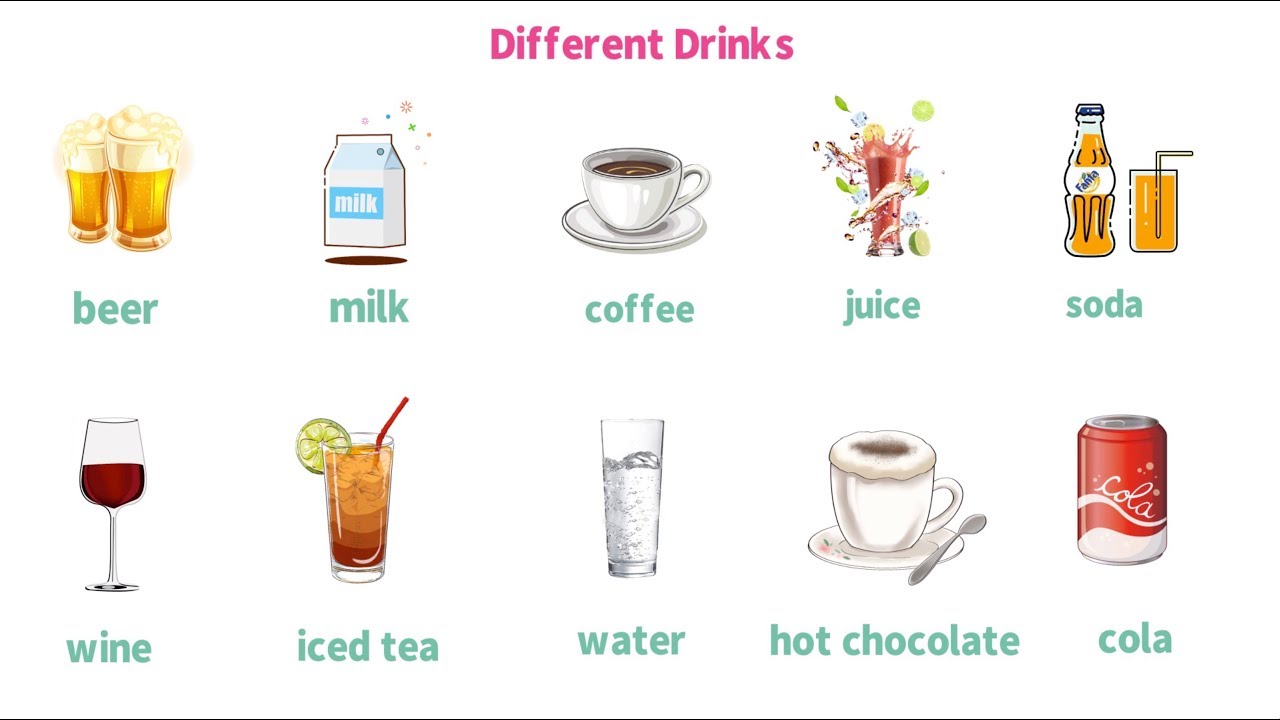 Different Drinks
milk
Fanta
beer
milk
coffee
juice
soda
cola
wine
iced tea
water
hot chocolate
cola